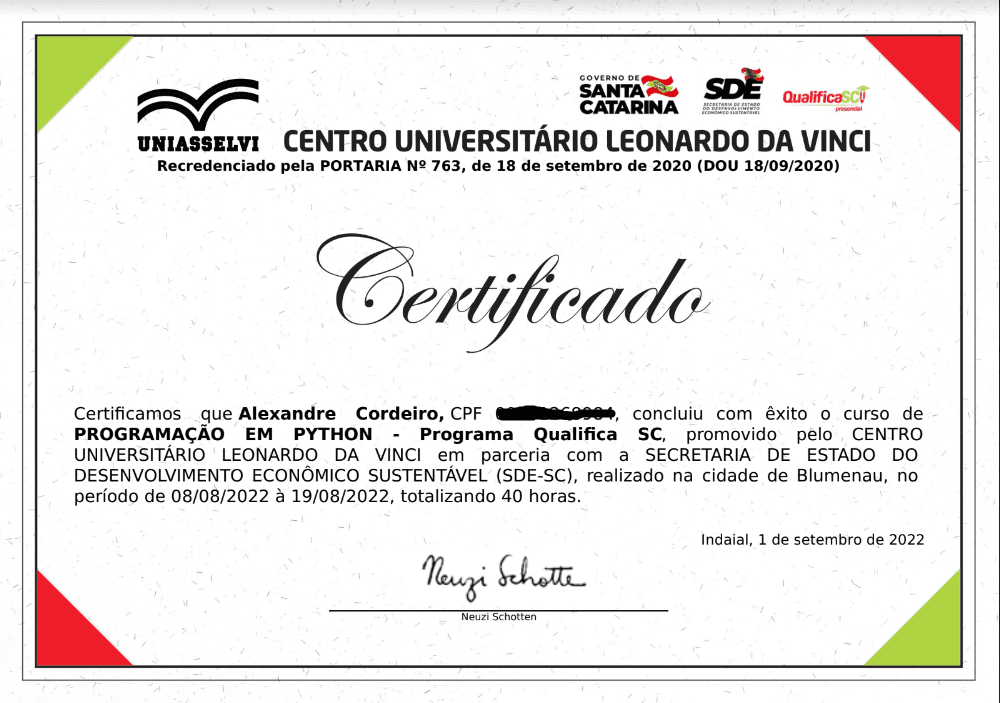 GOVERNO DE
SANTA
CATARINA
SDE
SECRETARIA DE ESTADO
DO DESENVOLVIMENTO
ECONÔMICO SUSTENTÁVEL
QualificaSC
presencial
UNIASSELVI
CENTRO UNIVERSITÁRIO LEONARDO DA VINCI
Recredenciado pela PORTARIA Nº 763, de 18 de setembro de 2020 (DOU 18/09/2020)
Certificado
Certificamos que Alexandre Cordeiro, CPF , concluiu com êxito o curso de
PROGRAMAÇÃO EM PYTHON - Programa Qualifica SC, promovido pelo CENTRO
UNIVERSITÁRIO LEONARDO DA VINCI em parceria com a SECRETARIA DE ESTADO DO
DESENVOLVIMENTO ECONÔMICO SUSTENTÁVEL (SDE-SC), realizado na cidade de Blumenau, no
período de 08/08/2022 à 19/08/2022, totalizando 40 horas.
Indaial, 1 de setembro de 2022
Neuzi Schotte
Neuzi Schotten